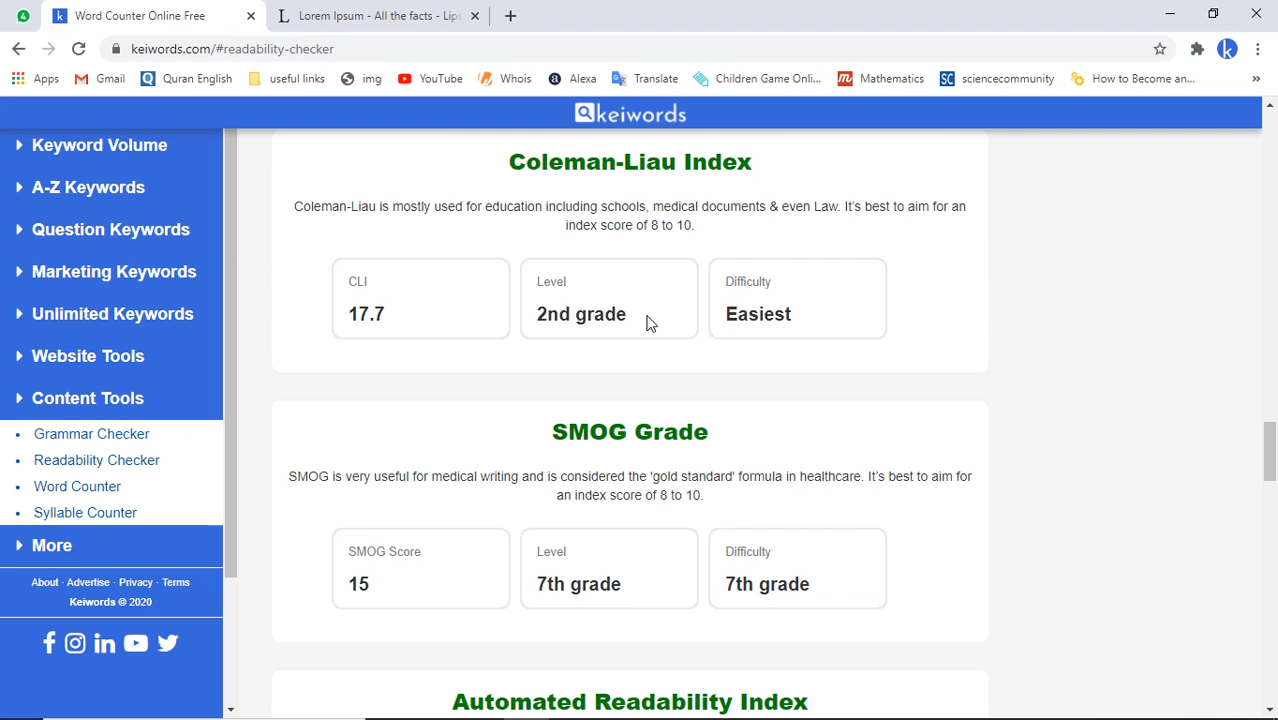 4
k
Word Counter Online Free
Lorem Ipsum - All the facts - Lips
keiwords.com/#readability-checker
k
Apps
Gmail
Quran English
useful links
img
YouTube
Whois
Alexa
Translate
Children Game Onli...
Mathematics
sciencecommunity
How to Become an...
»
keiwords
Keyword Volume
A-Z Keywords
Question Keywords
Marketing Keywords
Unlimited Keywords
Website Tools
Content Tools
• Grammar Checker
• Readability Checker
• Word Counter
• Syllable Counter
More
About · Advertise · Privacy · Terms
Keiwords © 2020
Coleman-Liau Index
Coleman-Liau is mostly used for education including schools, medical documents & even Law. It's best to aim for an
index score of 8 to 10.
CLI
17.7
Level
2nd grade
Difficulty
Easiest
SMOG Grade
SMOG is very useful for medical writing and is considered the 'gold standard' formula in healthcare. It's best to aim for
an index score of 8 to 10.
SMOG Score
15
Level
7th grade
Difficulty
7th grade
Automated Readability Index